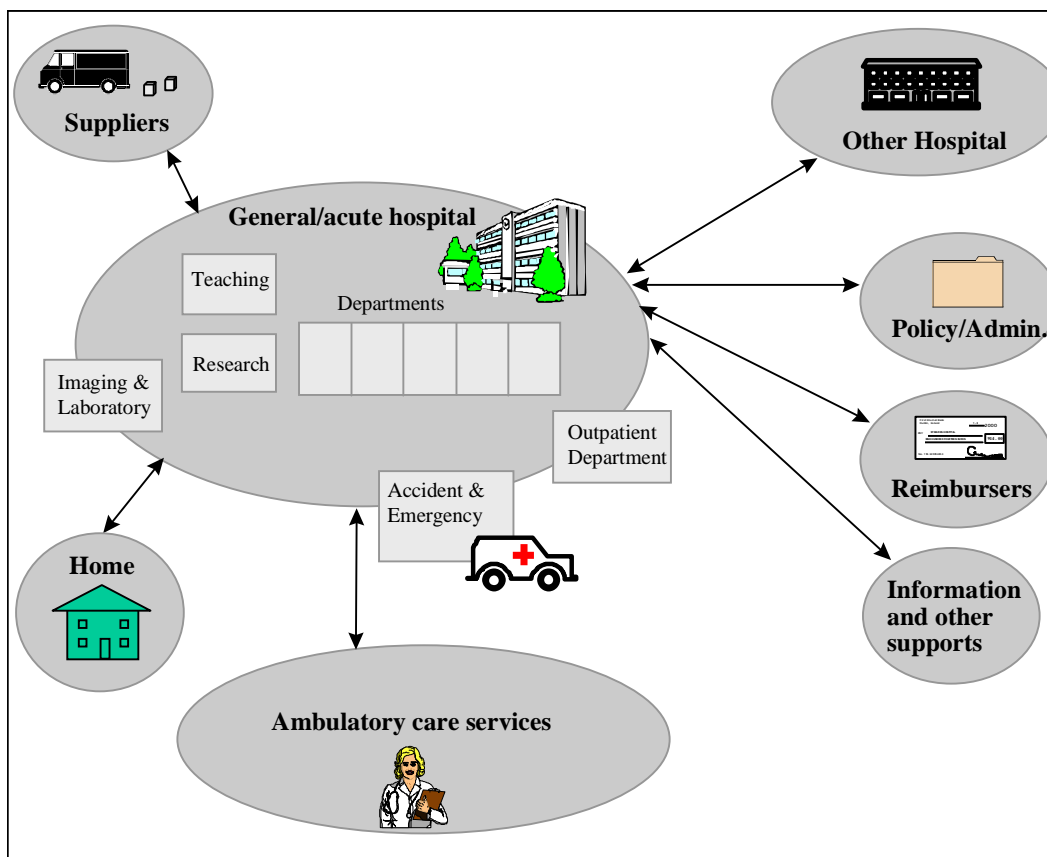 Suppliers
Other Hospital
General/acute hospital
Teaching
Departments
Policy/Admin.
Research
Imaging &
Laboratory
2000
Outpatient
Department
Reimbursers
Accident &
Emergency
Home
Information
and other
supports
Ambulatory care services